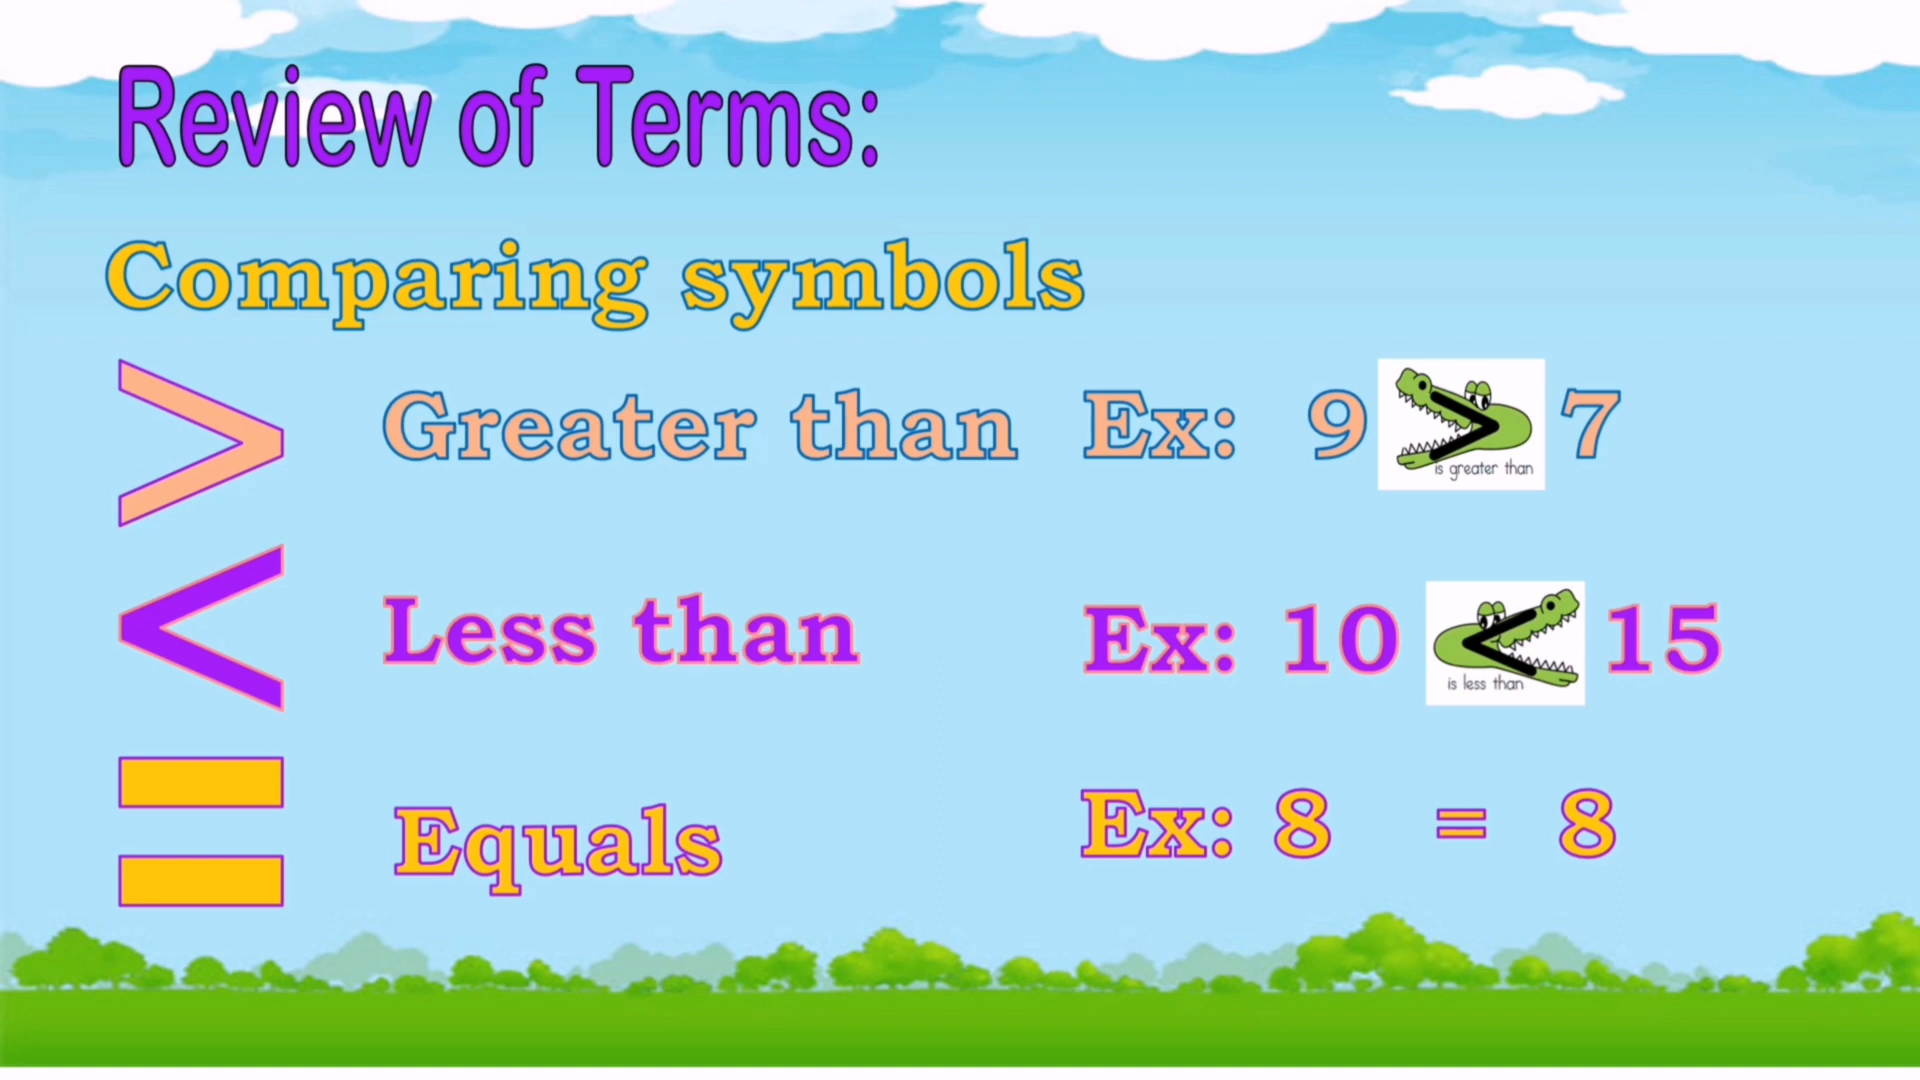 Review of Terms:
Comparing symbols
> Greater than Ex: 9 > 7
is greater than
< Less than Ex: 10 < 15
is less than
= Equals Ex: 8 = 8